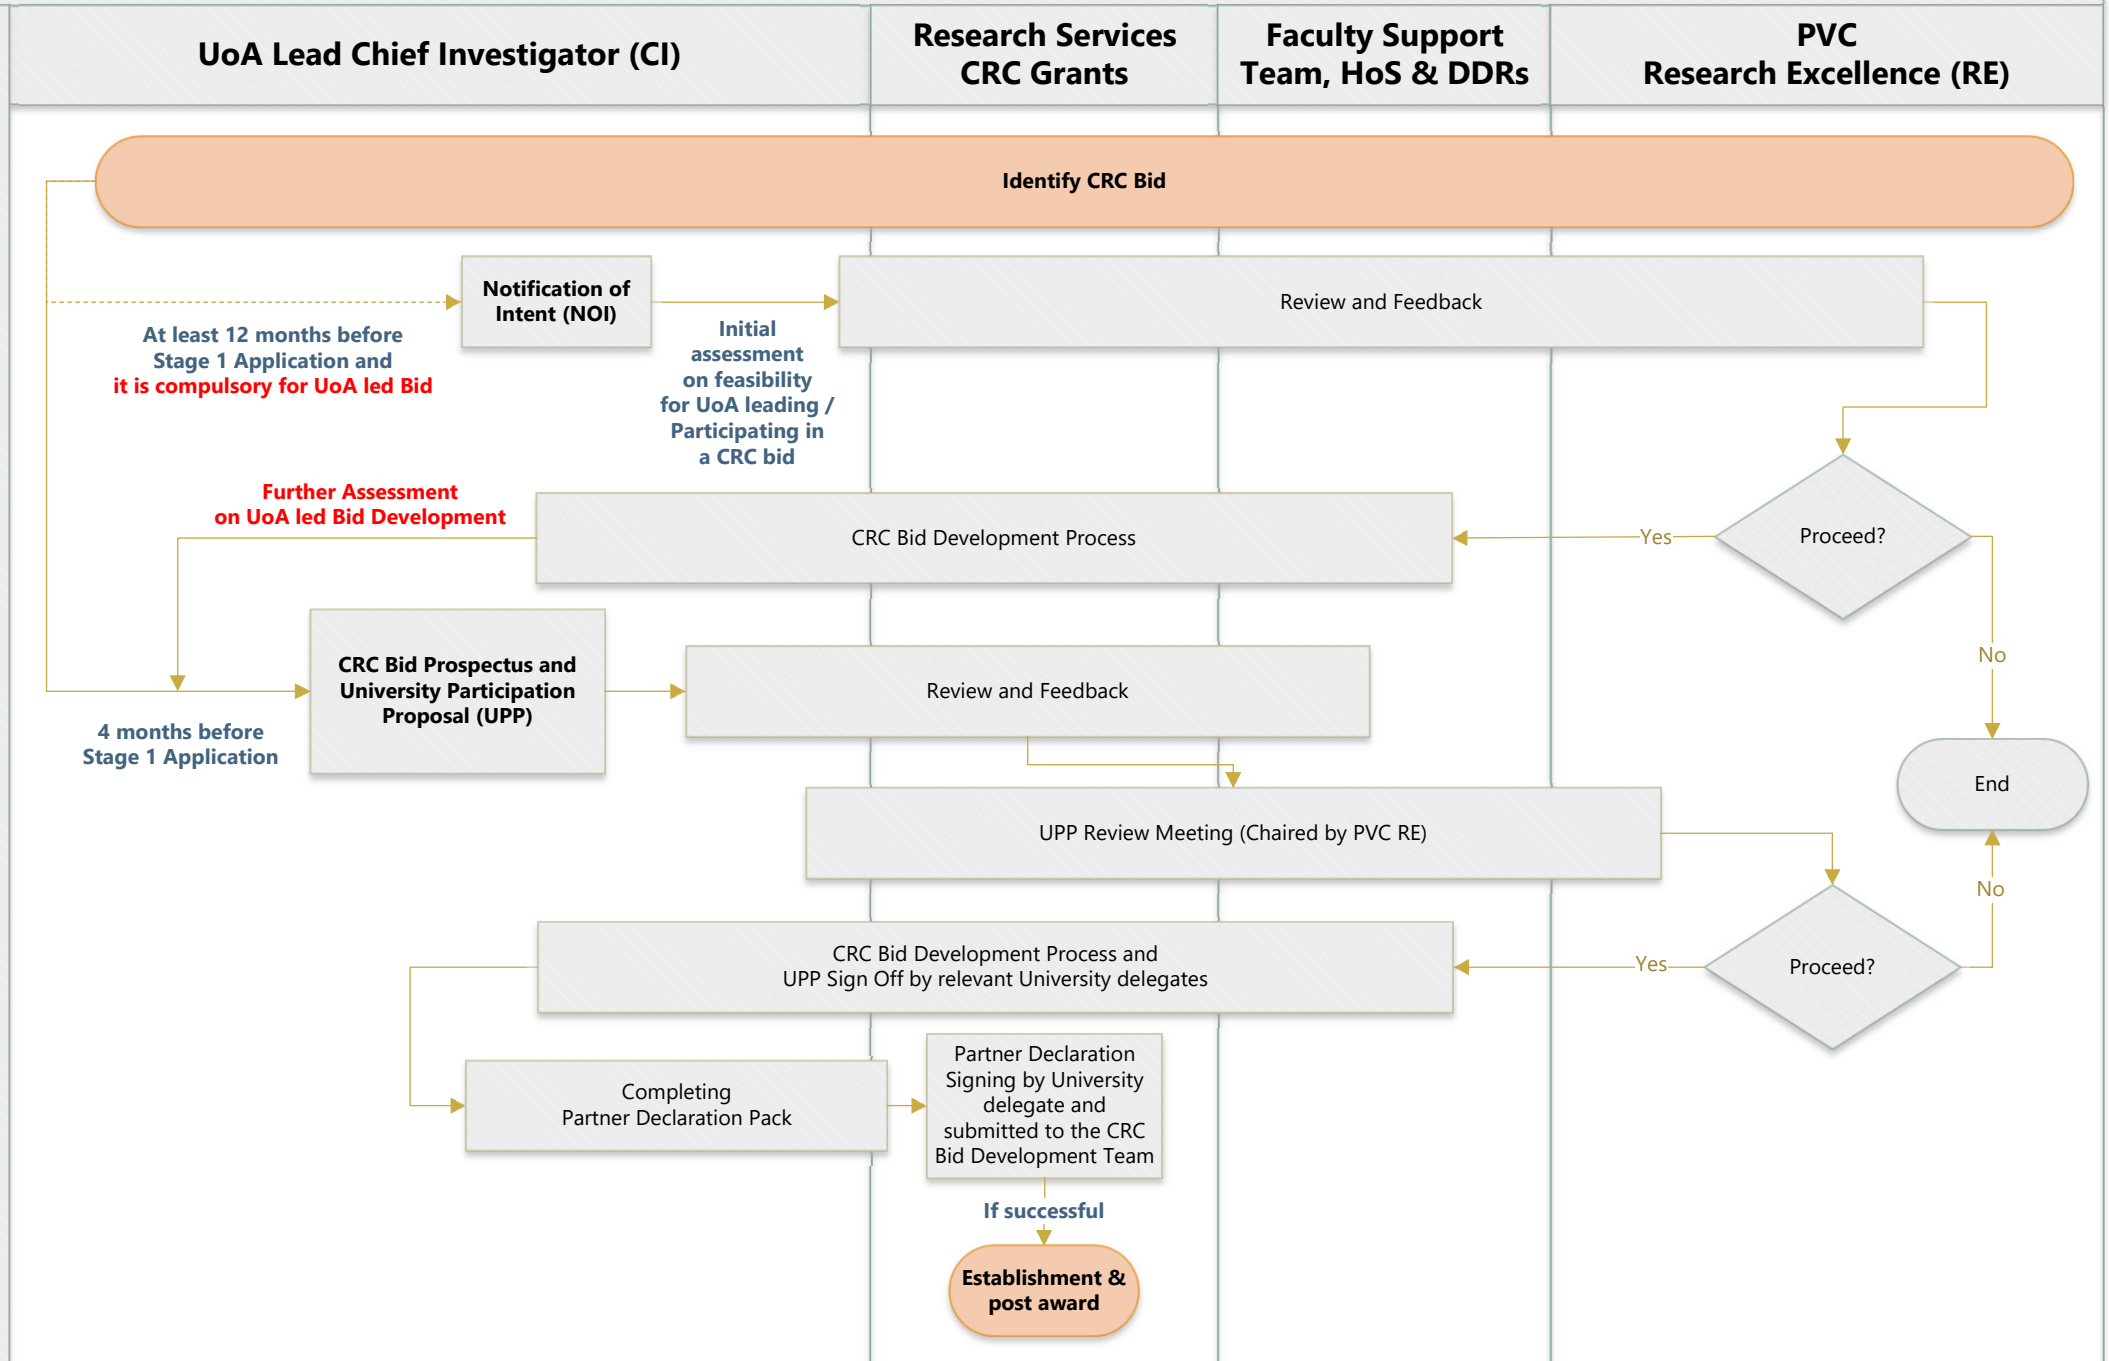 UoA Lead Chief Investigator (CI)
Research Services
CRC Grants
Faculty Support
Team, HoS & DDRs
PVC
Research Excellence (RE)
Identify CRC Bid
Notification of
Intent (NOI)
Review and Feedback
At least 12 months before
Stage 1 Application and
it is compulsory for UoA led Bid
Initial
assessment
on feasibility
for UoA leading /
Participating in
a CRC bid
Further Assessment
on UoA led Bid Development
CRC Bid Development Process
Yes
Proceed?
No
CRC Bid Prospectus and
University Participation
Proposal (UPP)
Review and Feedback
4 months before
Stage 1 Application
End
UPP Review Meeting (Chaired by PVC RE)
No
CRC Bid Development Process and
UPP Sign Off by relevant University delegates
Yes
Proceed?
Completing
Partner Declaration Pack
Partner Declaration
Signing by University
delegate and
submitted to the CRC
Bid Development Team
If successful
Establishment &
post award